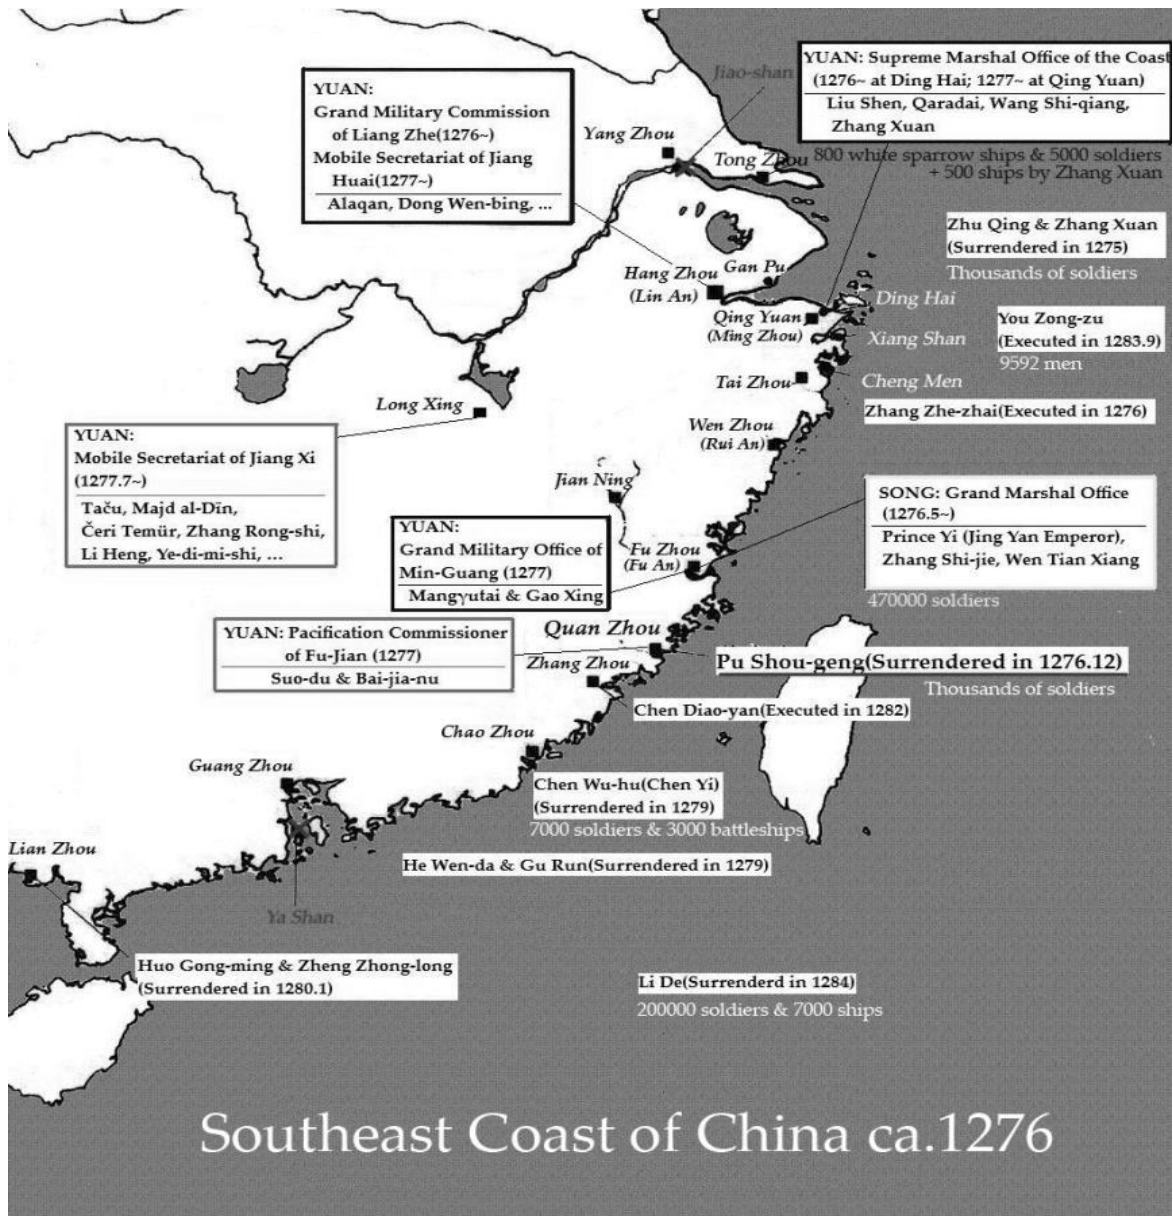 Jiao-shan
YUAN: Supreme Marshal Office of the Coast
(1276~ at Ding Hai; 1277~ at Qing Yuan)
Liu Shen, Qaradai, Wang Shi-qiang,
Zhang Xuan
800 white sparrow ships & 5000 soldiers
+ 500 ships by Zhang Xuan
YUAN:
Grand Military Commission
of Liang Zhe(1276~)
Mobile Secretariat of Jiang
Huai(1277~)
Alaqan, Dong Wen-bing, ...
Yang Zhou
Tong Zhou
Zhu Qing & Zhang Xuan
(Surrendered in 1275)
Thousands of soldiers
Hang Zhou
(Lin An)
Gan Pu
Ding Hai
Qing Yuan
(Ming Zhou)
Xiang Shan
You Zong-zu
(Executed in 1283.9)
9592 men
Tai Zhou
Cheng Men
Zhang Zhe-zhai(Executed in 1276)
Long Xing
Wen Zhou
(Rui An)
YUAN:
Mobile Secretariat of Jiang Xi
(1277.7~)
Taču, Majd al-Dīn,
Čeri Temür, Zhang Rong-shi,
Li Heng, Ye-di-mi-shi, ...
Jian Ning
SONG: Grand Marshal Office
(1276.5~)
Prince Yi (Jing Yan Emperor),
Zhang Shi-jie, Wen Tian Xiang
470000 soldiers
YUAN:
Grand Military Office of
Min-Guang (1277)
Mangγutai & Gao Xing
Fu Zhou
(Fu An)
YUAN: Pacification Commissioner
of Fu-Jian (1277)
Suo-du & Bai-jia-nu
Quan Zhou
Pu Shou-geng(Surrendered in 1276.12)
Thousands of soldiers
Zhang Zhou
Chen Diao-yan(Executed in 1282)
Chao Zhou
Guang Zhou
Chen Wu-hu(Chen Yi)
(Surrendered in 1279)
7000 soldiers & 3000 battleships
Lian Zhou
He Wen-da & Gu Run(Surrendered in 1279)
Ya Shan
Huo Gong-ming & Zheng Zhong-long
(Surrendered in 1280.1)
Li De(Surrenderd in 1284)
200000 soldiers & 7000 ships
Southeast Coast of China ca.1276